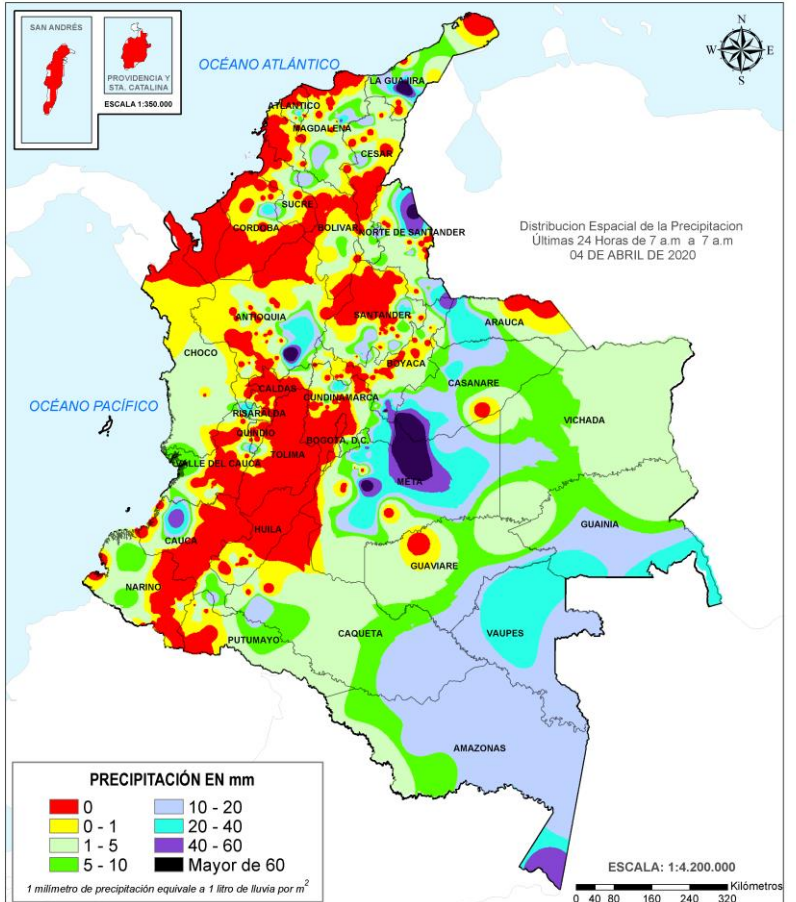 SAN ANDRÉS
PROVIDENCIA Y
STA. CATALINA
ESCALA 1:350.000
N
W
E
S
OCÉANO ATLÁNTICO
LA GUAJIRA
ATLANTICO
MAGDALENA
CESAR
SUCRE
CORDOBA
BOLIVAR
NORTE DE SANTANDER
Distribucion Espacial de la Precipitacion
Últimas 24 Horas de 7 a.m a 7 a.m
04 DE ABRIL DE 2020
ANTIOQUIA
SANTANDER
ARAUCA
CHOCO
BOYACA
CASANARE
CALDAS
CUNDINAMARCA
OCÉANO PACÍFICO
RISARALDA
VICHADA
QUINDIO
BOGOTA, D.C.
TOLIMA
VALLE DEL CAUCA
META
GUAINIA
HUILA
CAUCA
GUAVIARE
NARIÑO
CAQUETA
VAUPES
PUTUMAYO
AMAZONAS
PRECIPITACIÓN EN mm
0
10 - 20
0 - 1
20 - 40
1 - 5
40 - 60
5 - 10
Mayor de 60
1 milímetro de precipitación equivale a 1 litro de lluvia por m²
ESCALA: 1:4.200.000
Kilómetros
0 40 80 160 240 320